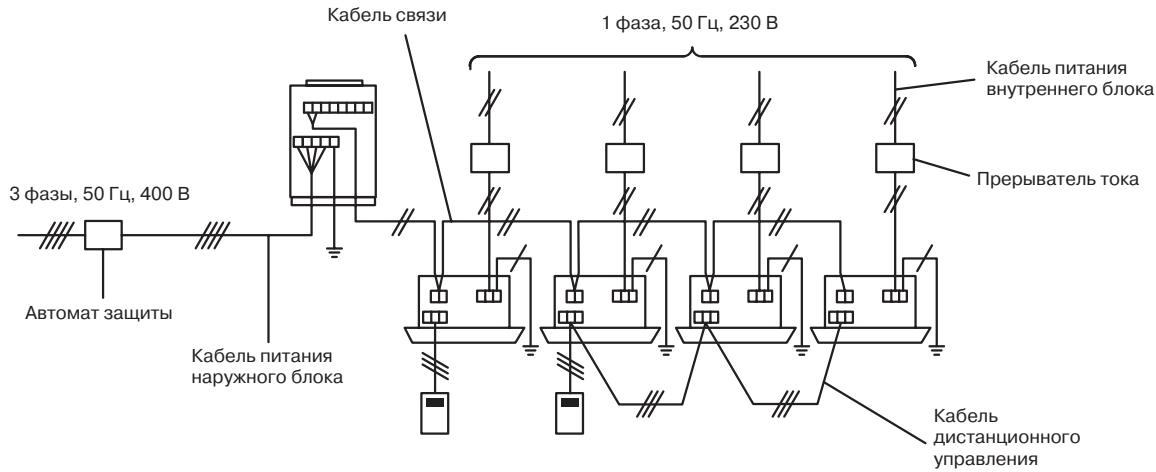 Кабель связи
1 фаза, 50 Гц, 230 В
Кабель питания
внутреннего блока
Прерыватель тока
3 фазы, 50 Гц, 400 В
Автомат защиты
Кабель питания
наружного блока
Кабель
дистанционного
управления